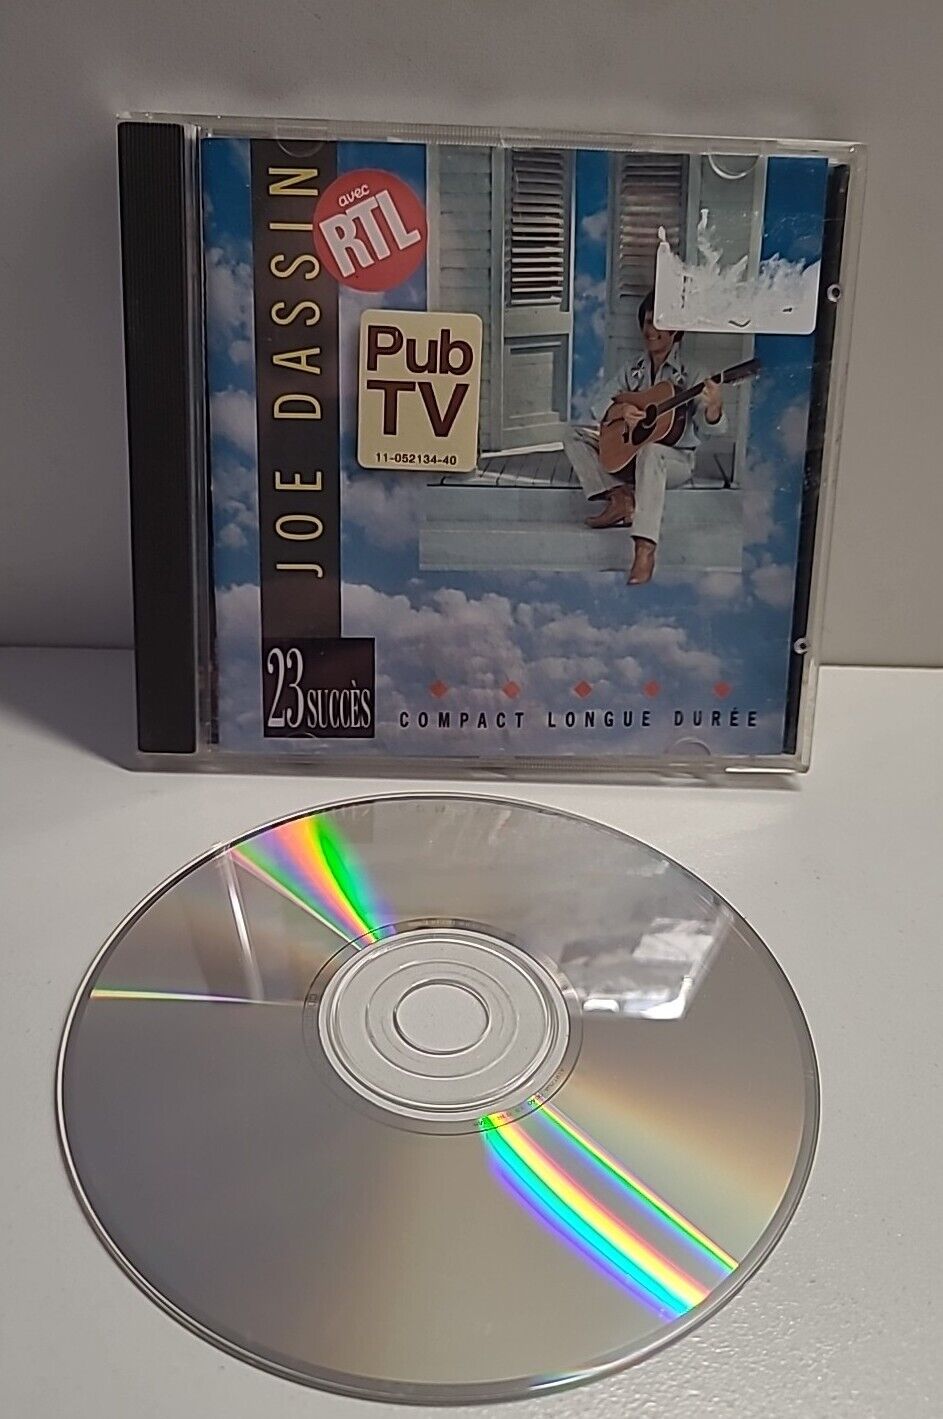 JOE DASSIN
avec
RTL
Pub
TV
11-052134-40
23 SUCCÈS
COMPACT LONGUE DURÉE